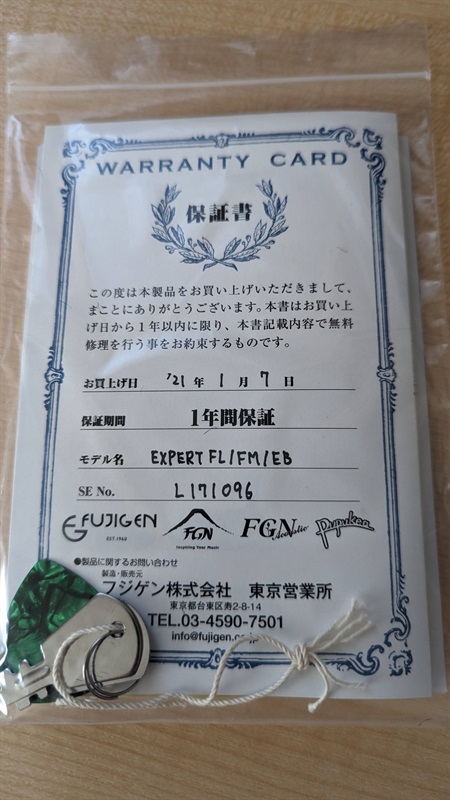 WARRANTY CARD
保証書
この度は本製品をお買い上げいただきまして、
まことにありがとうございます。本書はお買い上
げ日から1年以内に限り、本書記載内容で無料
修理を行う事をお約束するものです。
お買上げ日 '21 年 1 月 7 日
保証期間 1年間保証
モデル名 EXPERT FL/FM/EB
SE No. L171096
FUJIGEN EST.1960
FGN Inspiring Your Music
FGN Acoustic
Pupukea
●製品に関するお問い合わせ
製造・販売元
フジゲン株式会社 東京営業所
東京都台東区寿2-8-14
TEL.03-4590-7501
info@fujigen.co.jp